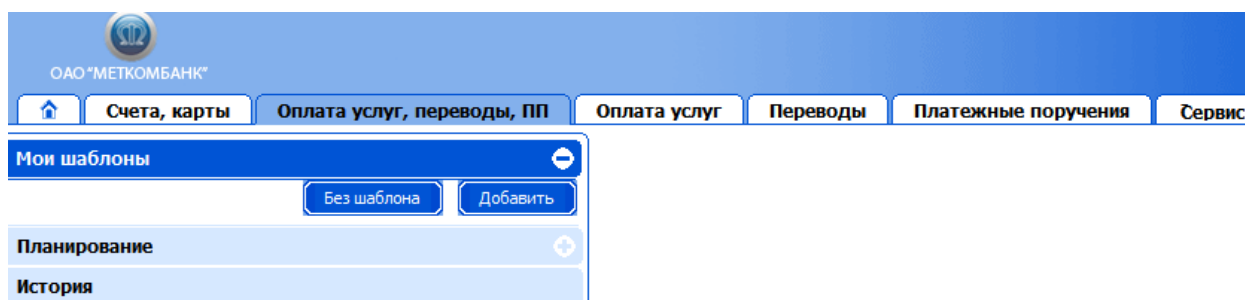 ОАО "МЕТКОМБАНК"
Счета, карты Оплата услуг, переводы, ПП Оплата услуг Переводы Платежные поручения Сервис
Мои шаблоны
Без шаблона Добавить
Планирование
История